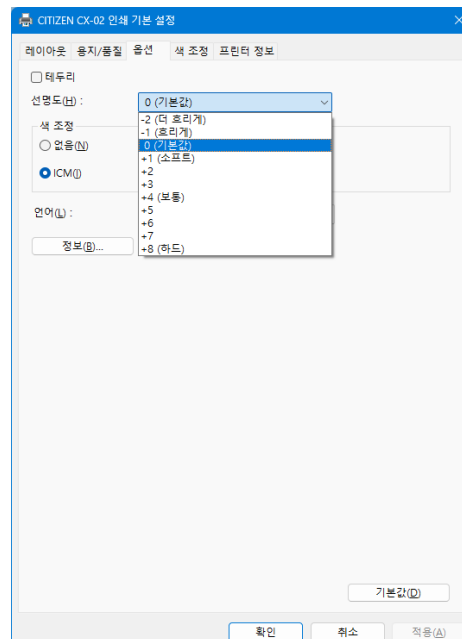 CITIZEN CX-02 인쇄 기본 설정
레이아웃 용지/품질 옵션 색 조정 프린터 정보
테두리
선명도(H) : 0 (기본값)
-2 (더 흐리게)
-1 (흐리게)
0 (기본값)
+1 (소프트)
+2
+3
+4 (보통)
+5
+6
+7
+8 (하드)
색 조정
없음(N)
ICM(I)
언어(L) :
정보(B)...
기본값(D)
확인 취소 적용(A)